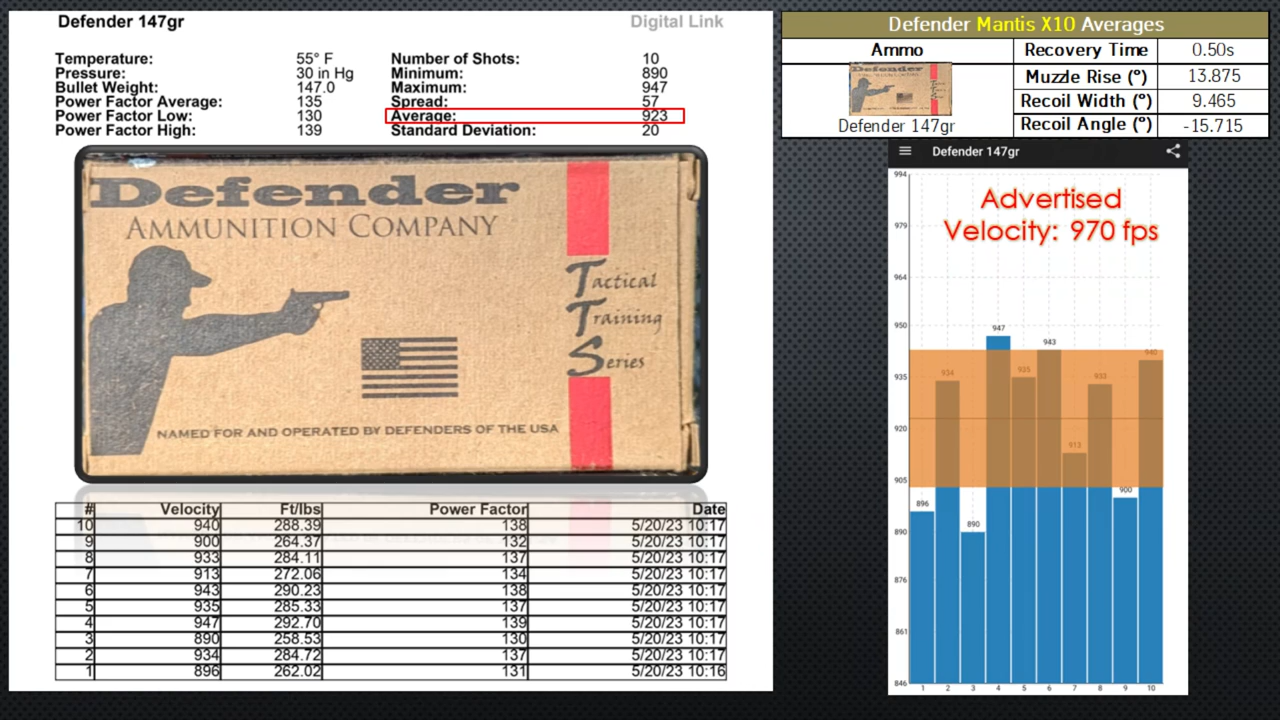 Defender 147gr
Digital Link
Temperature: 55° F
Pressure: 30 in Hg
Bullet Weight: 147.0
Power Factor Average: 135
Power Factor Low: 130
Power Factor High: 139
Number of Shots: 10
Minimum: 890
Maximum: 947
Spread: 57
Average: 923
Standard Deviation: 20
Defender
AMMUNITION COMPANY
Tactical
Training
Series
NAMED FOR AND OPERATED BY DEFENDERS OF THE USA
# Velocity Ft/lbs Power Factor Date
10 940 288.39 138 5/20/23 10:17
9 900 264.37 132 5/20/23 10:17
8 933 284.11 137 5/20/23 10:17
7 913 272.06 134 5/20/23 10:17
6 943 290.23 138 5/20/23 10:17
5 935 285.33 137 5/20/23 10:17
4 947 292.70 139 5/20/23 10:17
3 890 258.53 130 5/20/23 10:17
2 934 284.72 137 5/20/23 10:17
1 896 262.02 131 5/20/23 10:16
Defender Mantis X10 Averages
Ammo Recovery Time 0.50s
Muzzle Rise (°) 13.875
Recoil Width (°) 9.465
Recoil Angle (°) -15.715
Defender 147gr
Defender 147gr
Advertised
Velocity: 970 fps
994
979
964
950
935
920
905
890
876
861
846
896
934
890
947
935
943
913
933
900
940
1 2 3 4 5 6 7 8 9 10